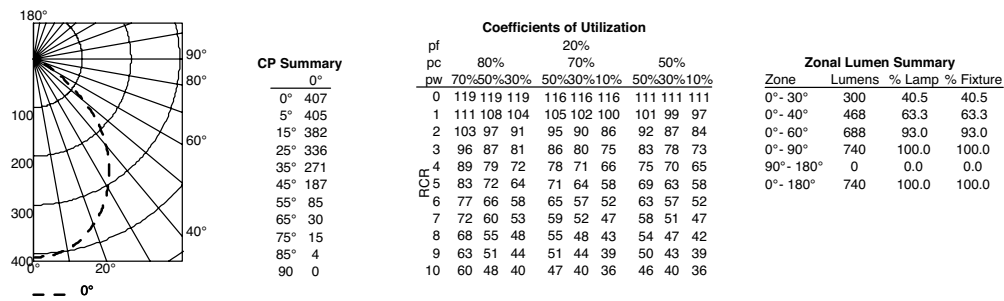 180°
90°
80°
100
60°
200
300
40°
400
0° 20°
0°
CP Summary
0°
0° 407
5° 405
15° 382
25° 336
35° 271
45° 187
55° 85
65° 30
75° 15
85° 4
90 0
Coefficients of Utilization
pf 20%
pc 80% 70% 50%
pw 70%50%30% 50%30%10% 50%30%10%
RCR
0 119 119 119 116 116 116 111 111 111
1 111 108 104 105 102 100 101 99 97
2 103 97 91 95 90 86 92 87 84
3 96 87 81 86 80 75 83 78 73
4 89 79 72 78 71 66 75 70 65
5 83 72 64 71 64 58 69 63 58
6 77 66 58 65 57 52 63 57 52
7 72 60 53 59 52 47 58 51 47
8 68 55 48 55 48 43 54 47 42
9 63 51 44 51 44 39 50 43 39
10 60 48 40 47 40 36 46 40 36
Zonal Lumen Summary
Zone Lumens % Lamp % Fixture
0°- 30° 300 40.5 40.5
0°- 40° 468 63.3 63.3
0°- 60° 688 93.0 93.0
0°- 90° 740 100.0 100.0
90°- 180° 0 0.0 0.0
0°- 180° 740 100.0 100.0